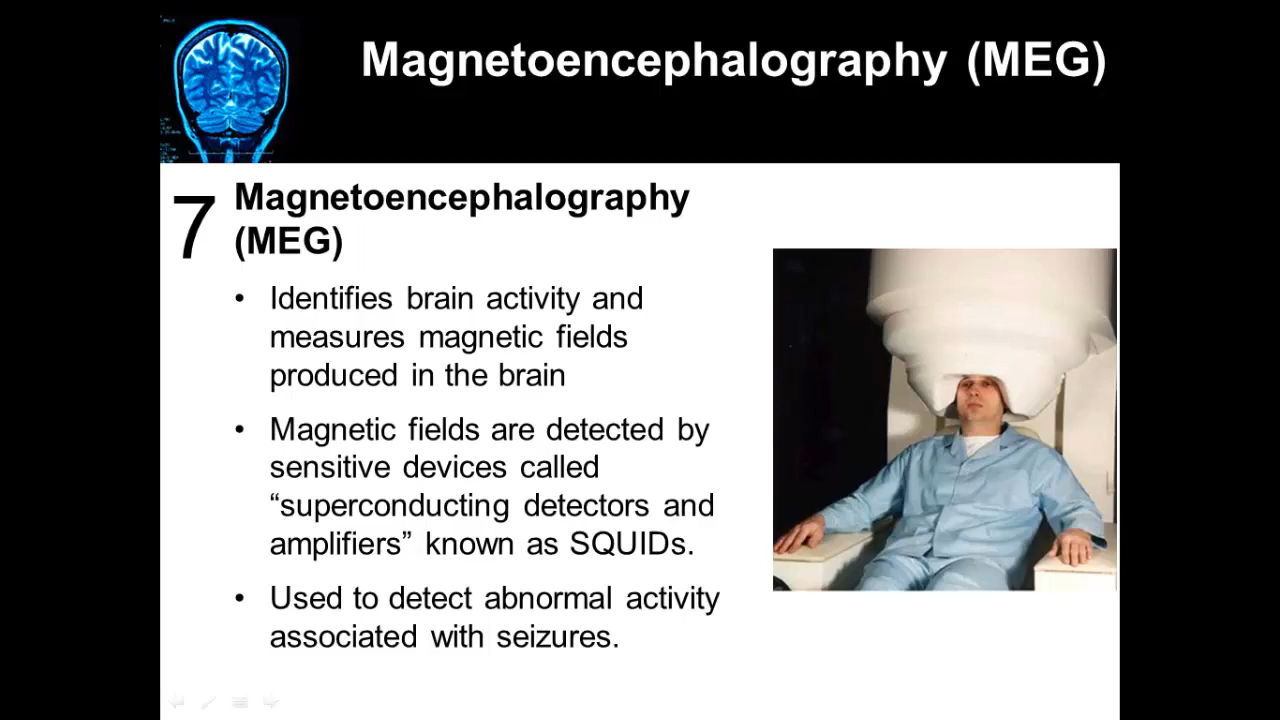 Magnetoencephalography (MEG)
7
Magnetoencephalography
(MEG)
• Identifies brain activity and
measures magnetic fields
produced in the brain
• Magnetic fields are detected by
sensitive devices called
“superconducting detectors and
amplifiers” known as SQUIDs.
• Used to detect abnormal activity
associated with seizures.